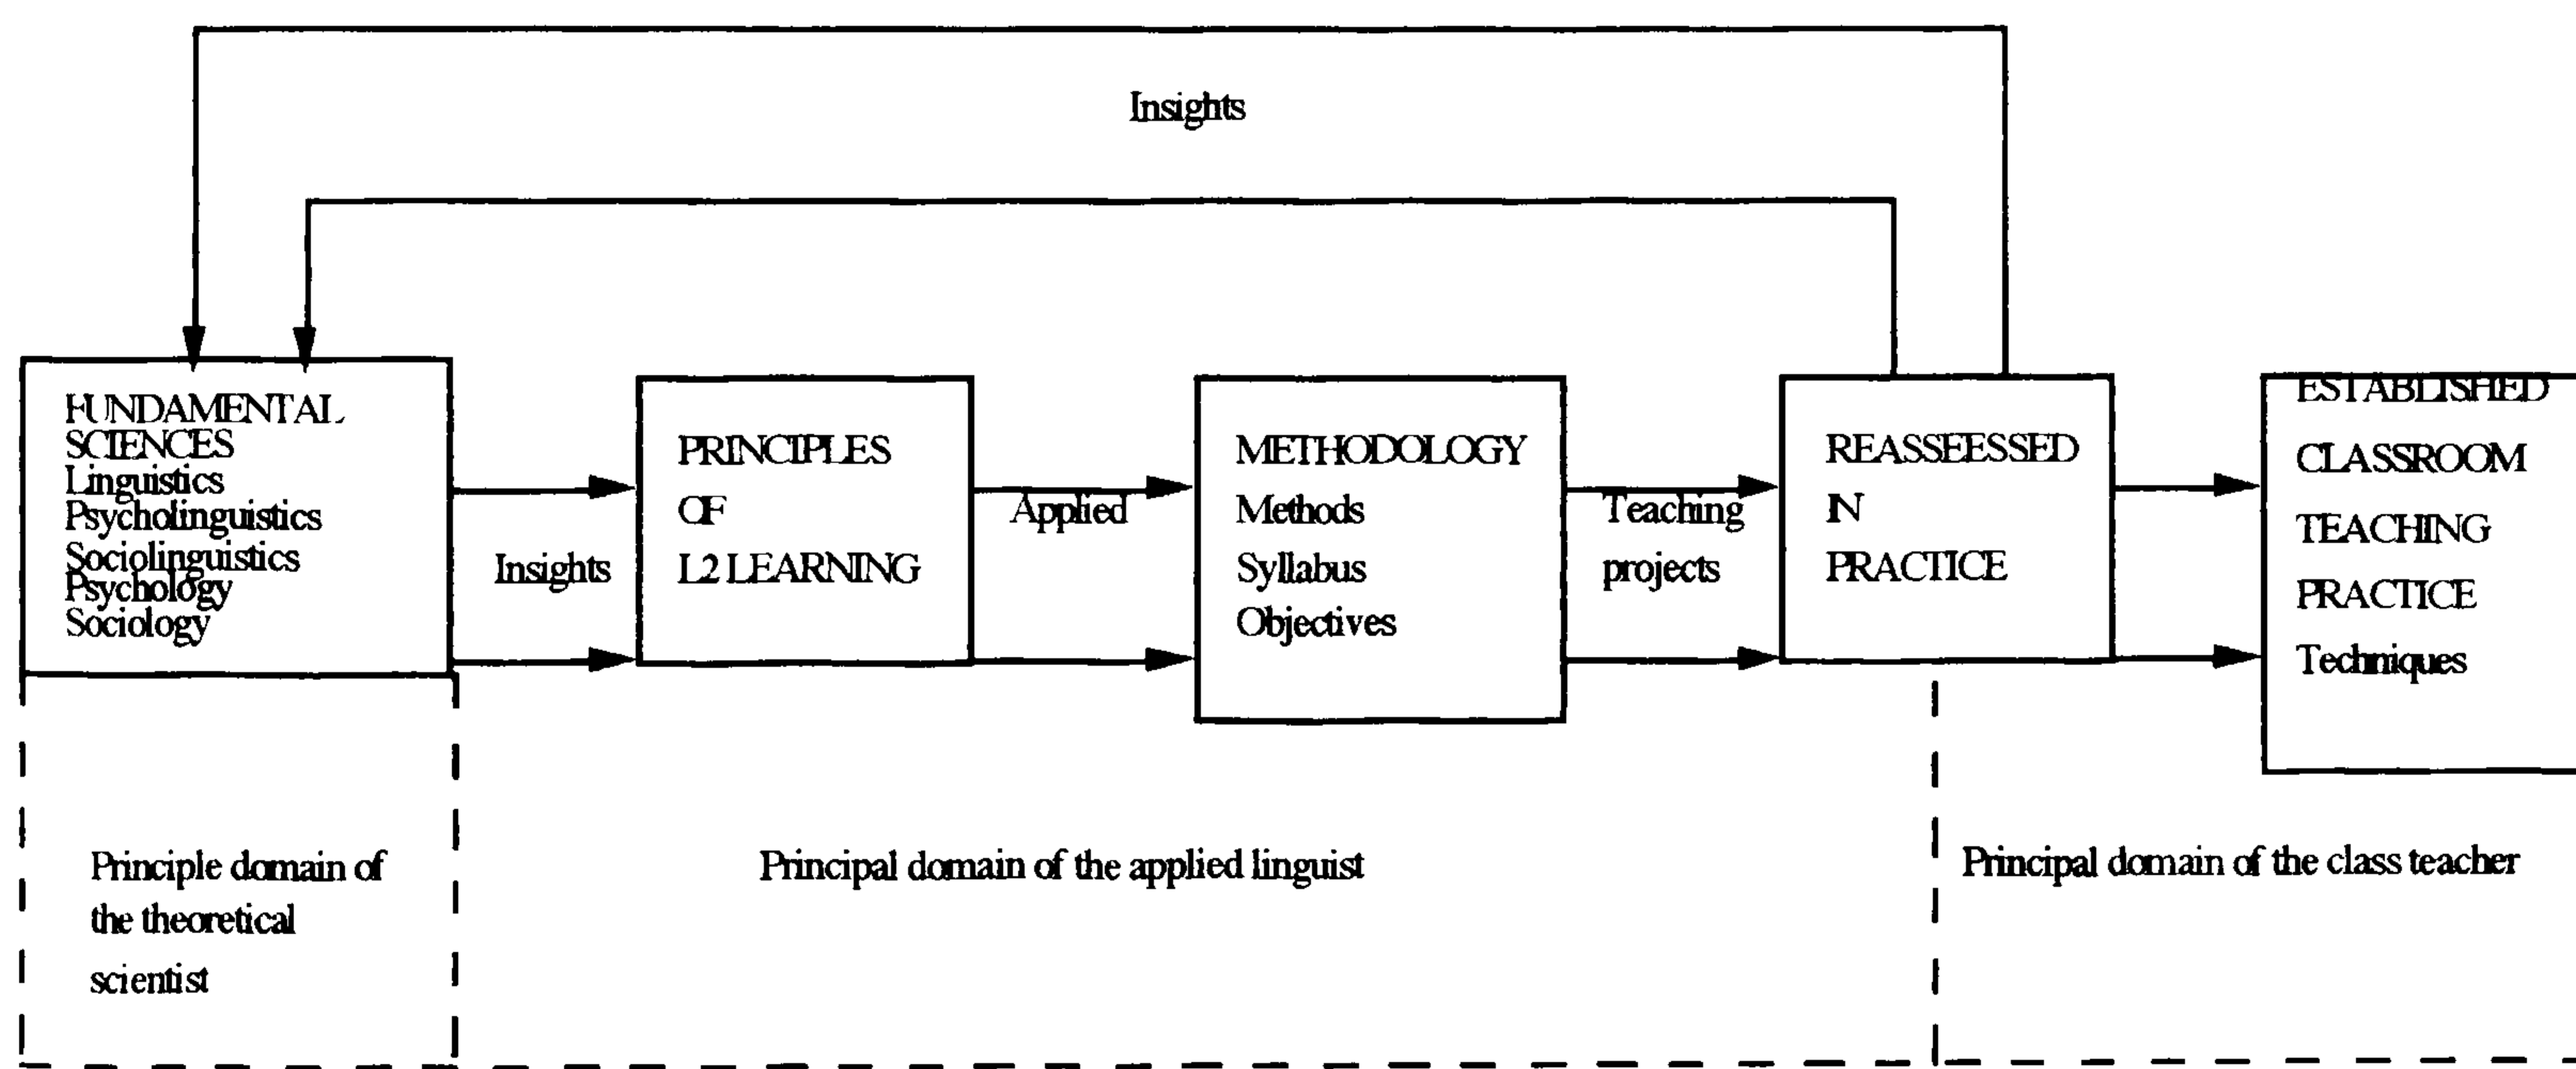 Insights
FUNDAMENTAL
SCIENCES
Linguistics
Psycholinguistics
Sociolinguistics
Psychology
Sociology
Insights
PRINCIPLES
OF
L2 LEARNING
Applied
METHODOLOGY
Methods
Syllabus
Objectives
Teaching
projects
REASSEESSED
IN
PRACTICE
ESTABLISHED
CLASSROOM
TEACHING
PRACTICE
Techniques
Principle domain of
the theoretical
scientist
Principal domain of the applied linguist
Principal domain of the class teacher